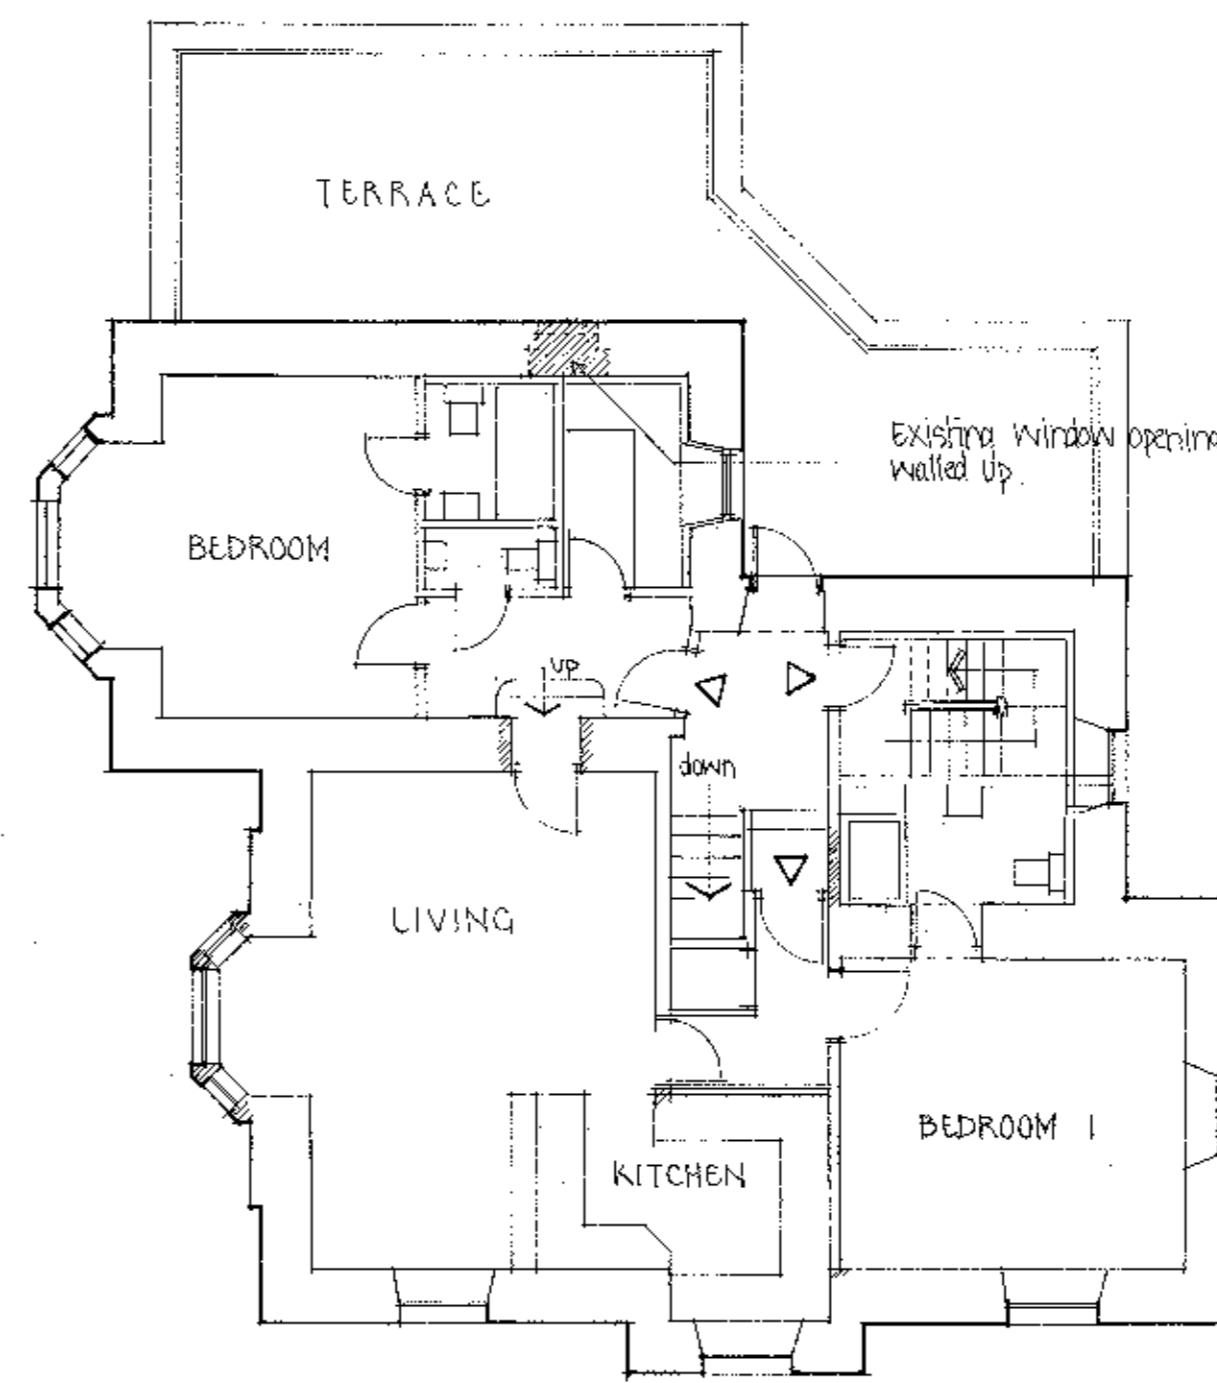 TERRACE
Existing window opening
walled up.
BEDROOM
up
down
LIVING
BEDROOM 1
KITCHEN